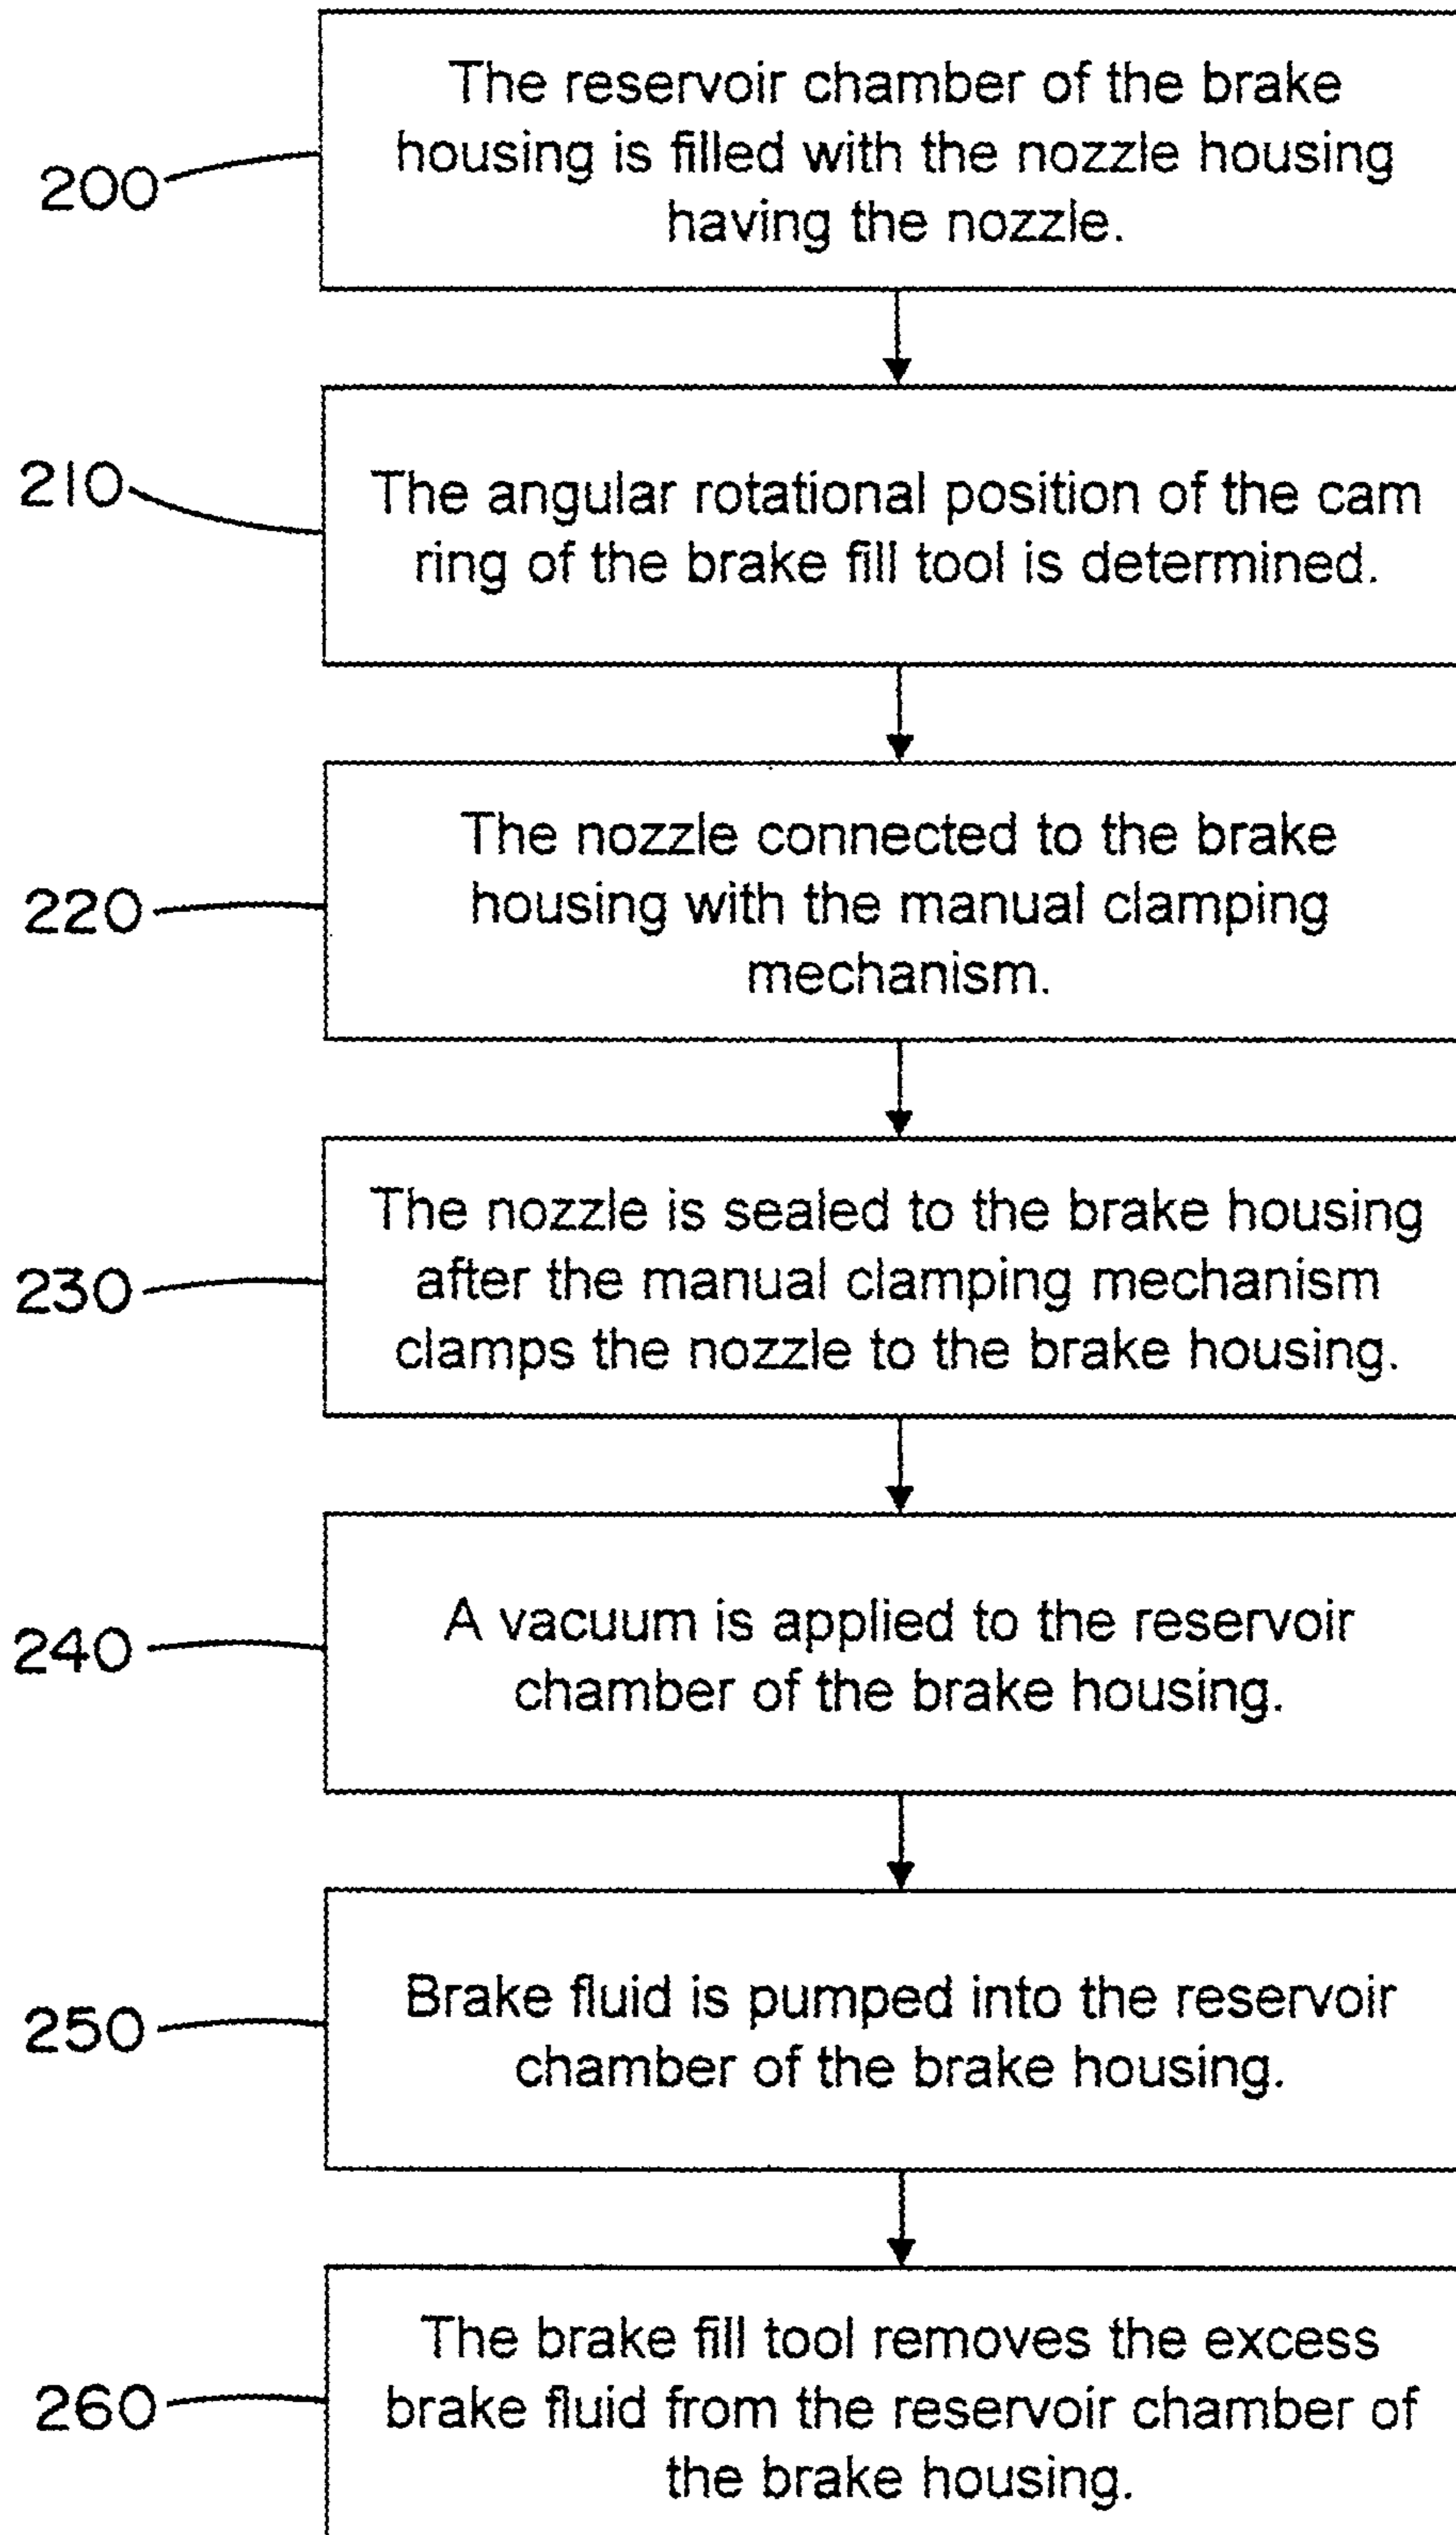 The reservoir chamber of the brake
housing is filled with the nozzle housing
having the nozzle.
200
The angular rotational position of the cam
ring of the brake fill tool is determined.
210
The nozzle connected to the brake
housing with the manual clamping
mechanism.
220
The nozzle is sealed to the brake housing
after the manual clamping mechanism
clamps the nozzle to the brake housing.
230
A vacuum is applied to the reservoir
chamber of the brake housing.
240
Brake fluid is pumped into the reservoir
chamber of the brake housing.
250
The brake fill tool removes the excess
brake fluid from the reservoir chamber of
the brake housing.
260